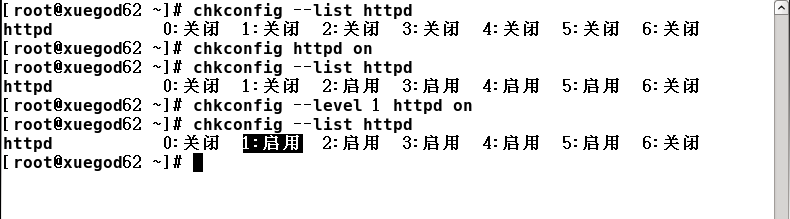 [root@xuegod62 ~]# chkconfig --list httpd
httpd 0:关闭 1:关闭 2:关闭 3:关闭 4:关闭 5:关闭 6:关闭
[root@xuegod62 ~]# chkconfig httpd on
[root@xuegod62 ~]# chkconfig --list httpd
httpd 0:关闭 1:关闭 2:启用 3:启用 4:启用 5:启用 6:关闭
[root@xuegod62 ~]# chkconfig --level 1 httpd on
[root@xuegod62 ~]# chkconfig --list httpd
httpd 0:关闭 1:启用 2:启用 3:启用 4:启用 5:启用 6:关闭
[root@xuegod62 ~]#